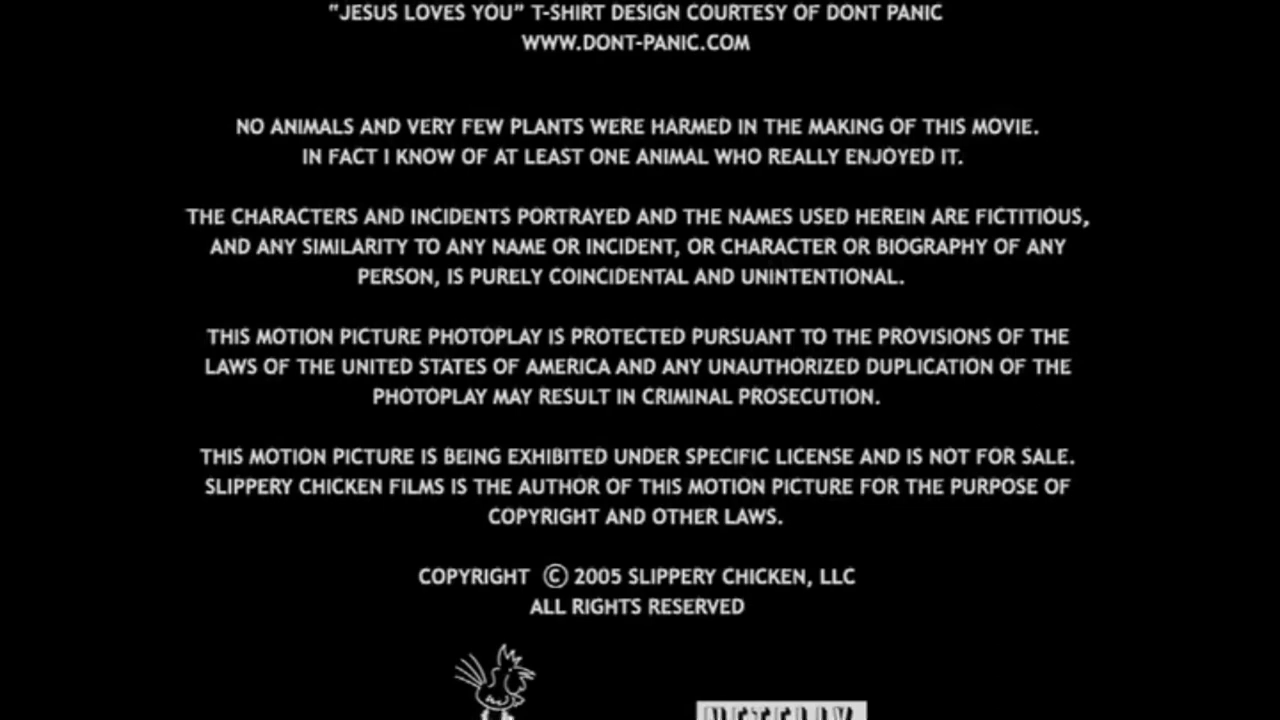 “JESUS LOVES YOU” T-SHIRT DESIGN COURTESY OF DONT PANIC
WWW.DONT-PANIC.COM
NO ANIMALS AND VERY FEW PLANTS WERE HARMED IN THE MAKING OF THIS MOVIE.
IN FACT I KNOW OF AT LEAST ONE ANIMAL WHO REALLY ENJOYED IT.
THE CHARACTERS AND INCIDENTS PORTRAYED AND THE NAMES USED HEREIN ARE FICTITIOUS,
AND ANY SIMILARITY TO ANY NAME OR INCIDENT, OR CHARACTER OR BIOGRAPHY OF ANY
PERSON, IS PURELY COINCIDENTAL AND UNINTENTIONAL.
THIS MOTION PICTURE PHOTOPLAY IS PROTECTED PURSUANT TO THE PROVISIONS OF THE
LAWS OF THE UNITED STATES OF AMERICA AND ANY UNAUTHORIZED DUPLICATION OF THE
PHOTOPLAY MAY RESULT IN CRIMINAL PROSECUTION.
THIS MOTION PICTURE IS BEING EXHIBITED UNDER SPECIFIC LICENSE AND IS NOT FOR SALE.
SLIPPERY CHICKEN FILMS IS THE AUTHOR OF THIS MOTION PICTURE FOR THE PURPOSE OF
COPYRIGHT AND OTHER LAWS.
COPYRIGHT © 2005 SLIPPERY CHICKEN, LLC
ALL RIGHTS RESERVED